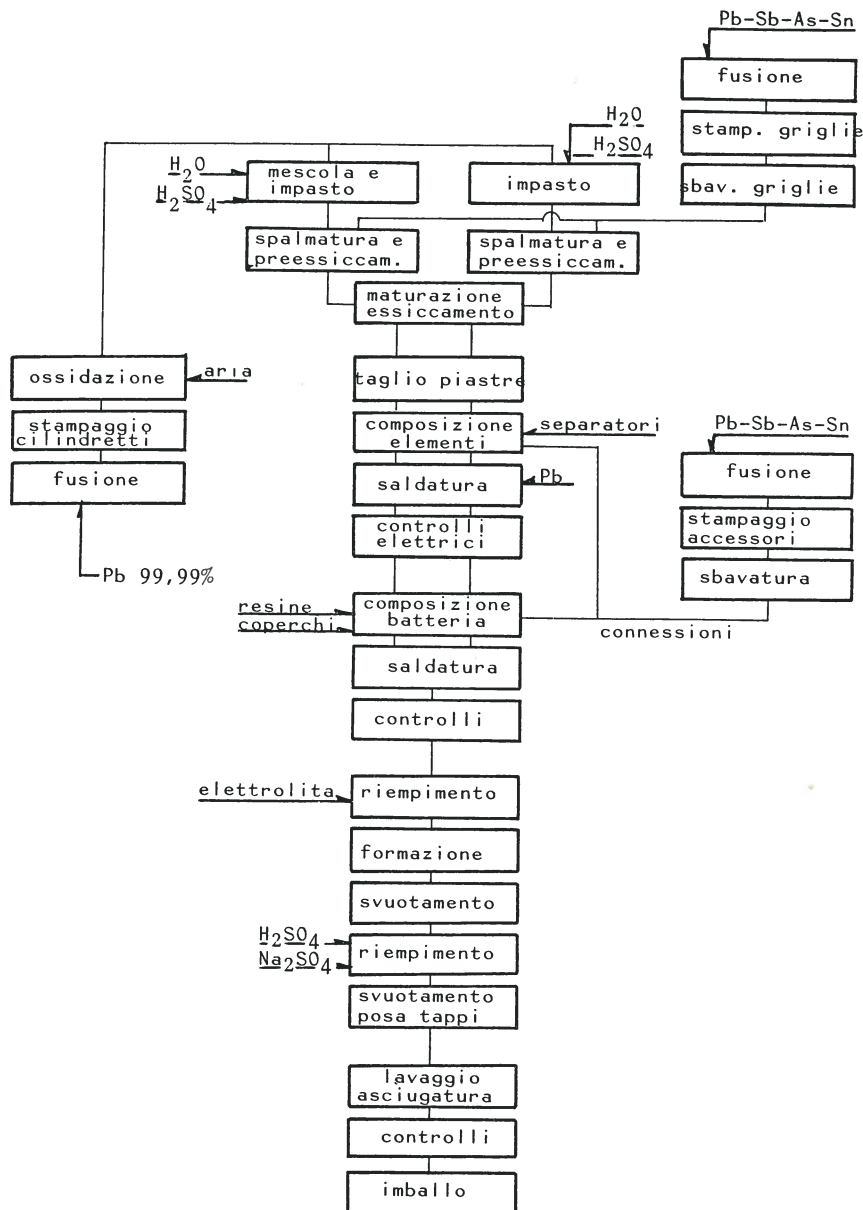 Pb-Sb-As-Sn
fusione
stamp. griglie
sbav. griglie
H2O
H2SO4
H2O
H2SO4
mescola e
impasto
impasto
spalmatura e
preessiccam.
spalmatura e
preessiccam.
maturazione
essiccamento
ossidazione
aria
stampaggio
cilindretti
fusione
Pb 99,99%
taglio piastre
composizione
elementi
separatori
saldatura
Pb
controlli
elettrici
Pb-Sb-As-Sn
fusione
stampaggio
accessori
sbavatura
connessioni
resine
coperchi
composizione
batteria
saldatura
controlli
elettrolita
riempimento
formazione
svuotamento
H2SO4
Na2SO4
riempimento
svuotamento
posa tappi
lavaggio
asciugatura
controlli
imballo